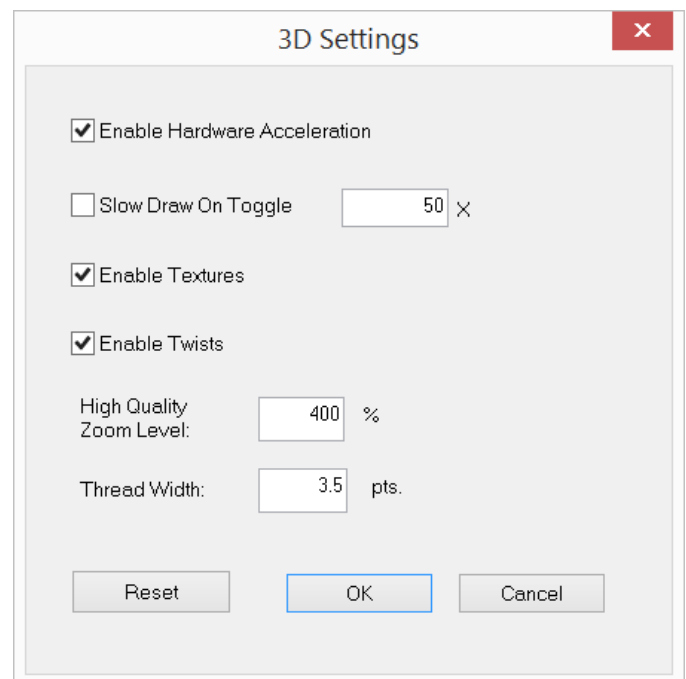 3D Settings
Enable Hardware Acceleration
Slow Draw On Toggle 50 X
Enable Textures
Enable Twists
High Quality
Zoom Level: 400 %
Thread Width: 3.5 pts.
Reset OK Cancel